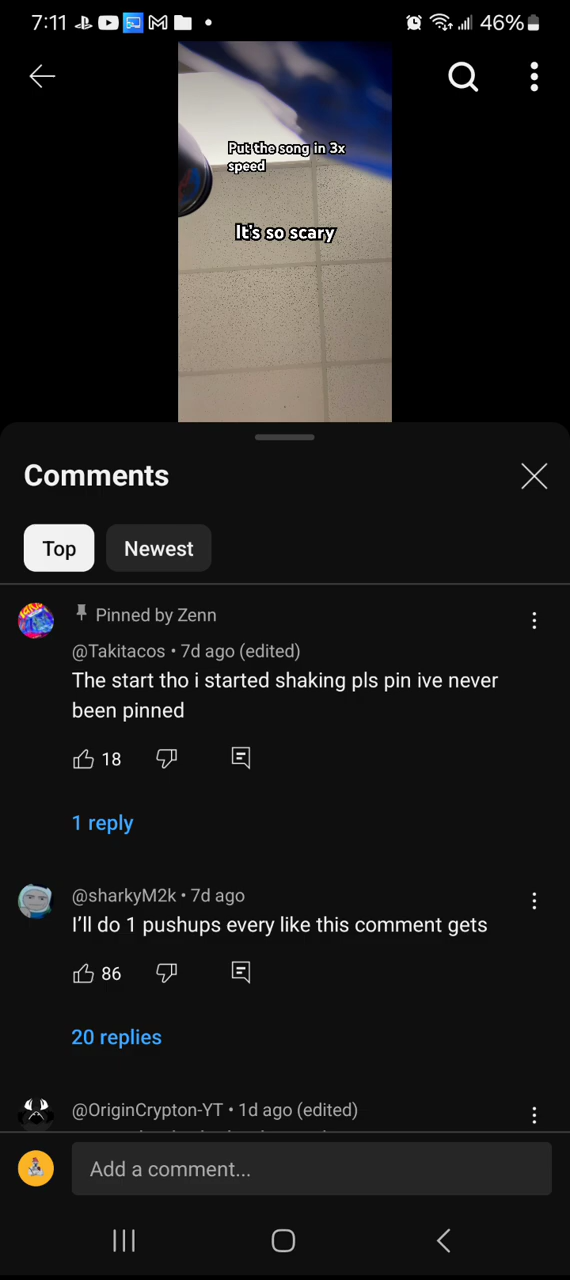 7:11
46%
Put the song in 3x
speed
It's so scary
Comments
Top
Newest
Pinned by Zenn
@Takitacos • 7d ago (edited)
The start tho i started shaking pls pin ive never
been pinned
18
1 reply
@sharkyM2k • 7d ago
I'll do 1 pushups every like this comment gets
86
20 replies
@OriginCrypton-YT • 1d ago (edited)
Add a comment...